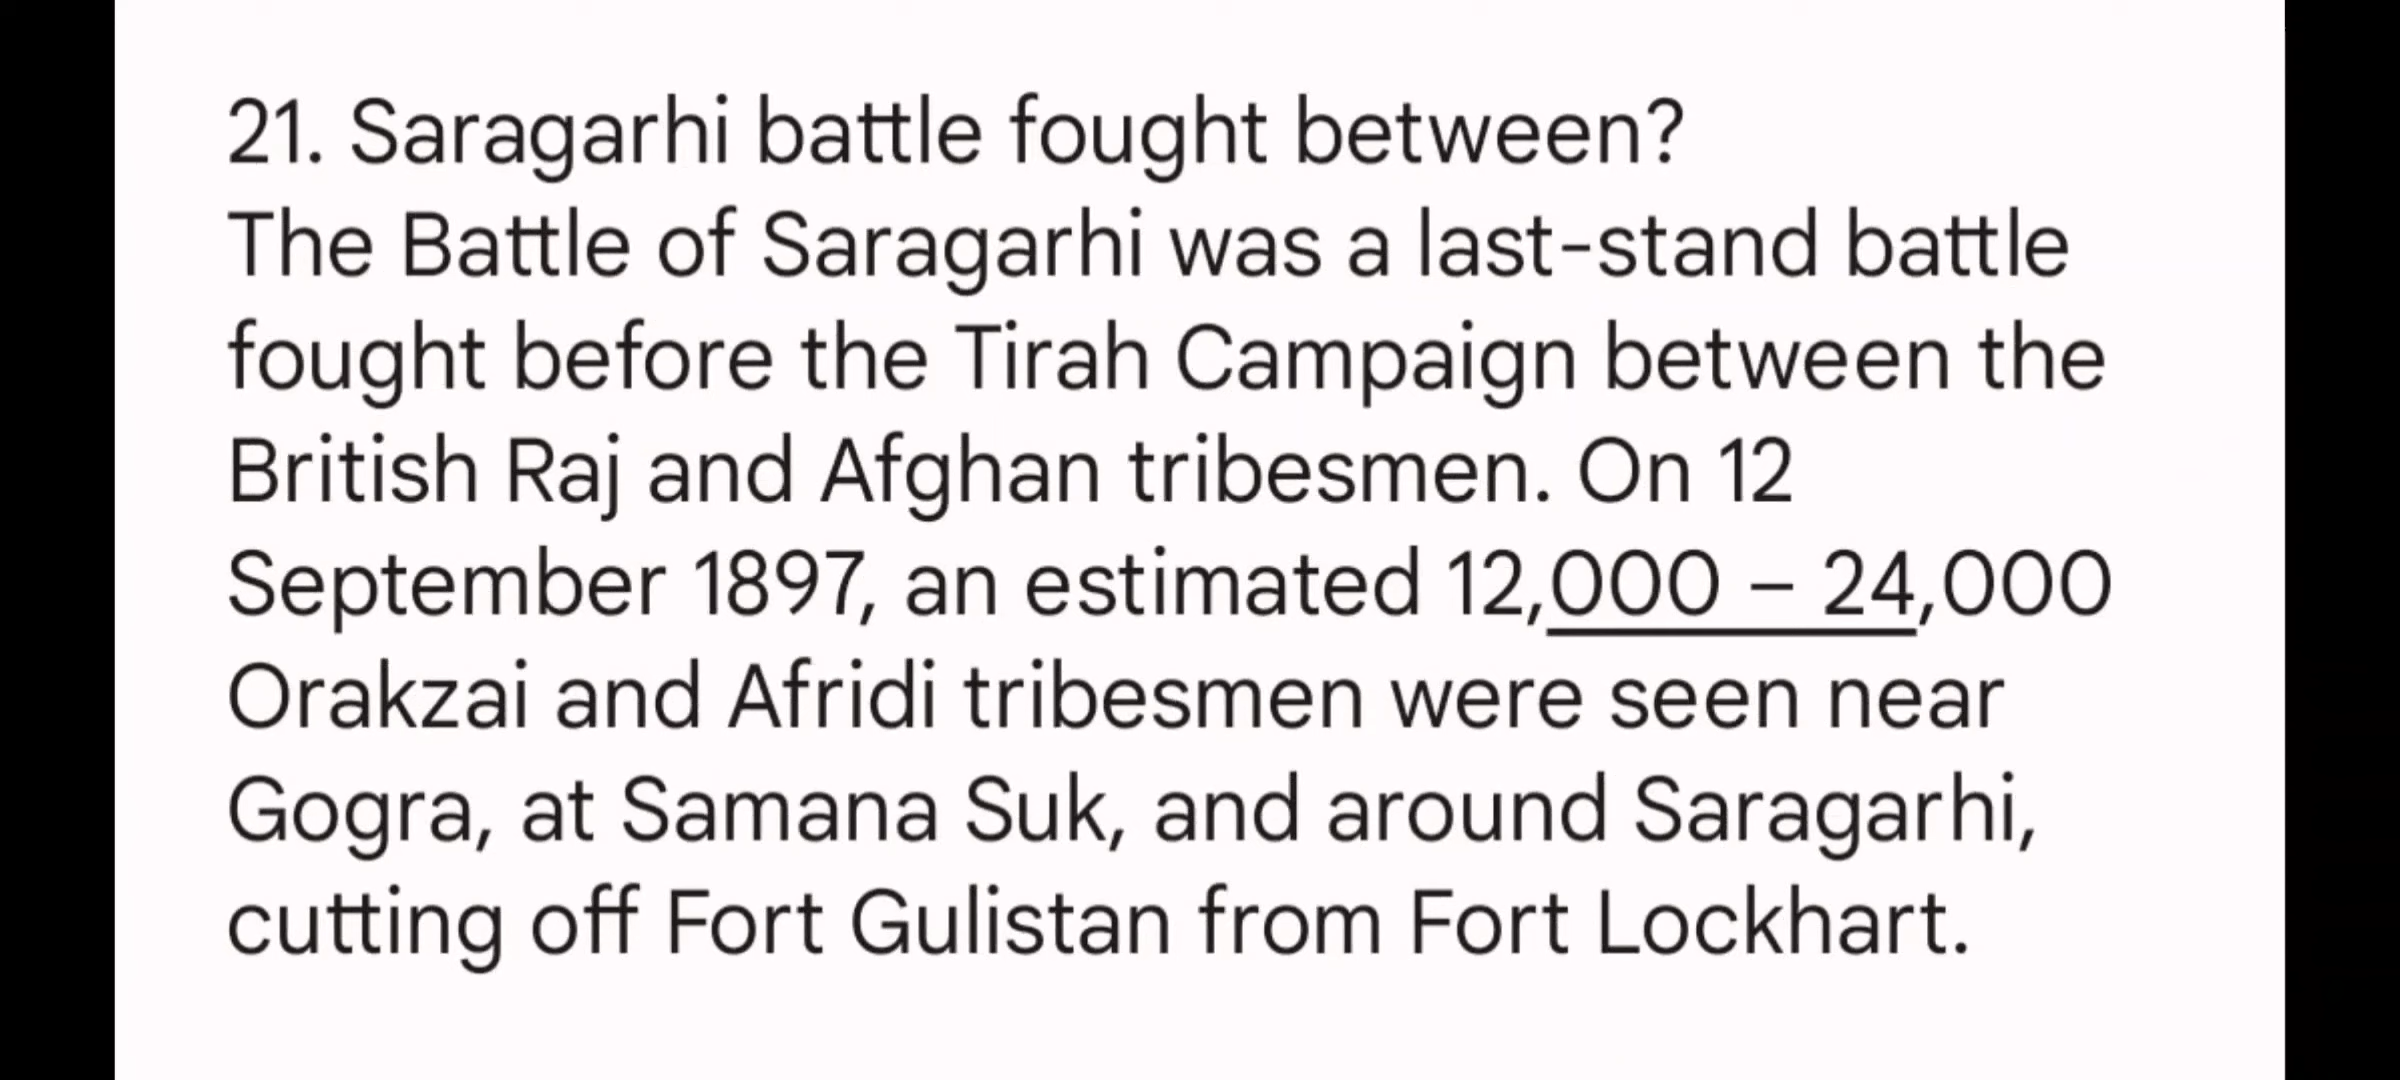 21. Saragarhi battle fought between?
The Battle of Saragarhi was a last-stand battle
fought before the Tirah Campaign between the
British Raj and Afghan tribesmen. On 12
September 1897, an estimated 12,000 – 24,000
Orakzai and Afridi tribesmen were seen near
Gogra, at Samana Suk, and around Saragarhi,
cutting off Fort Gulistan from Fort Lockhart.